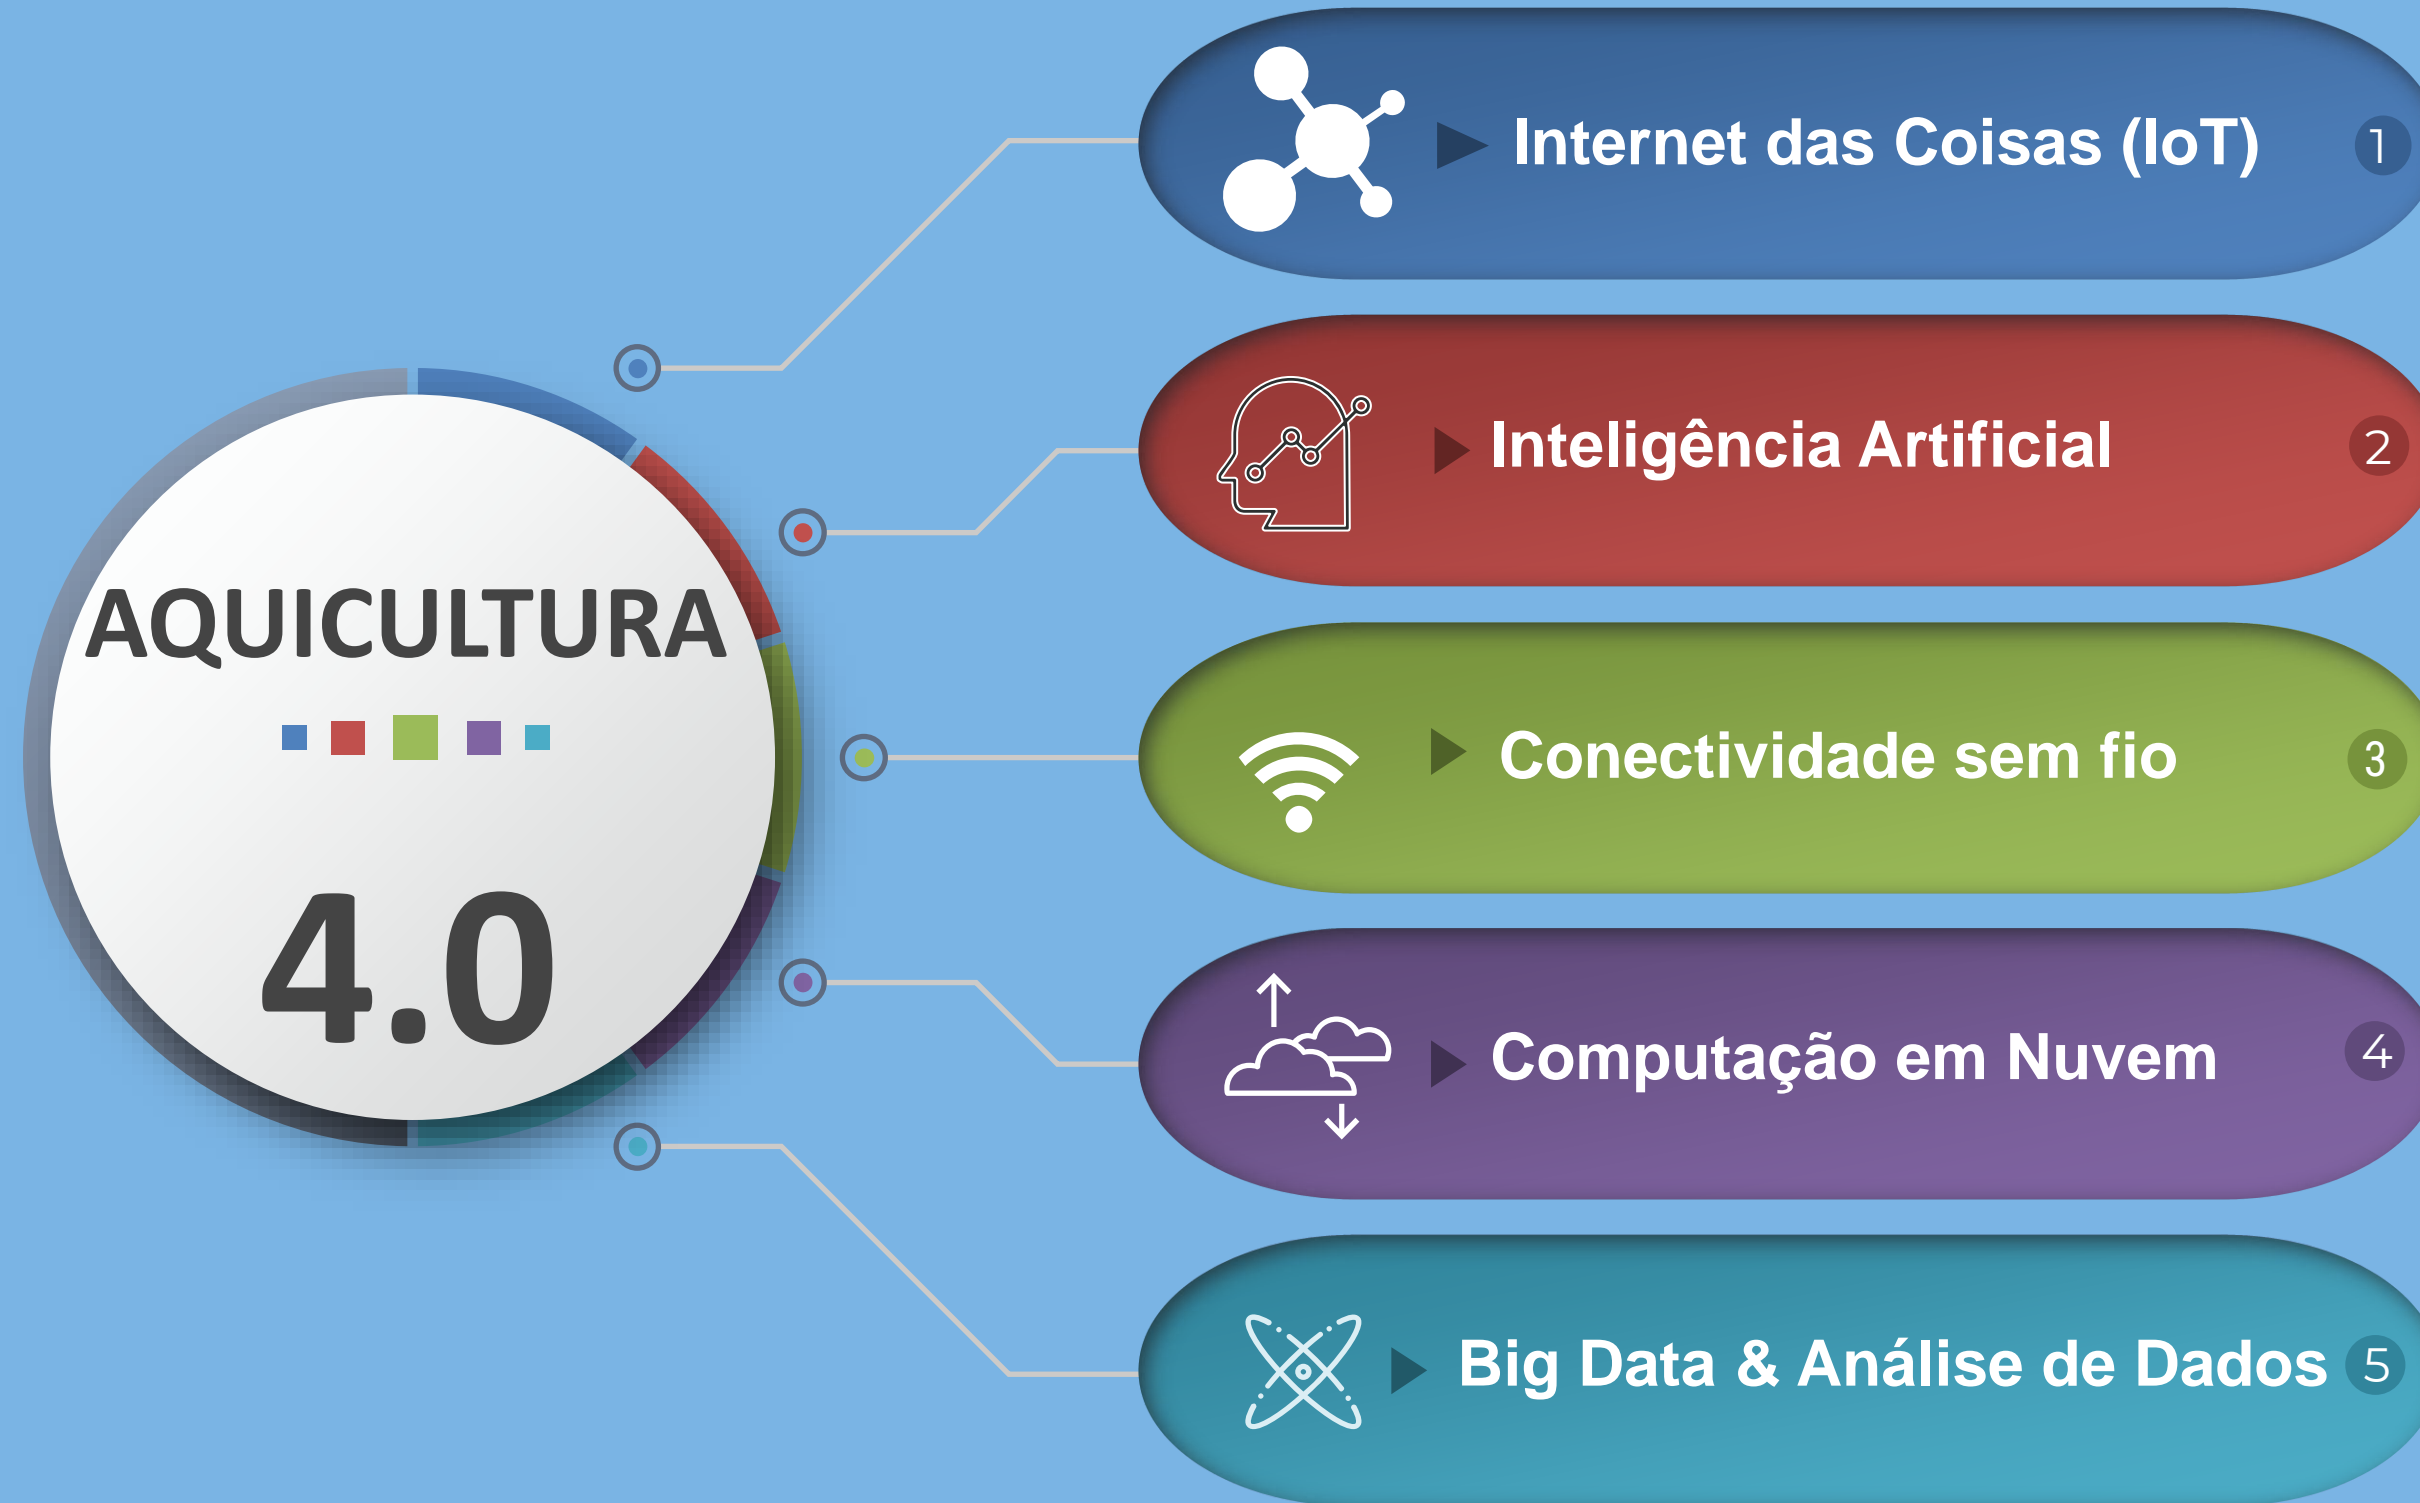 AQUICULTURA
4.0
Internet das Coisas (IoT) 1
Inteligência Artificial 2
Conectividade sem fio 3
Computação em Nuvem 4
Big Data & Análise de Dados 5